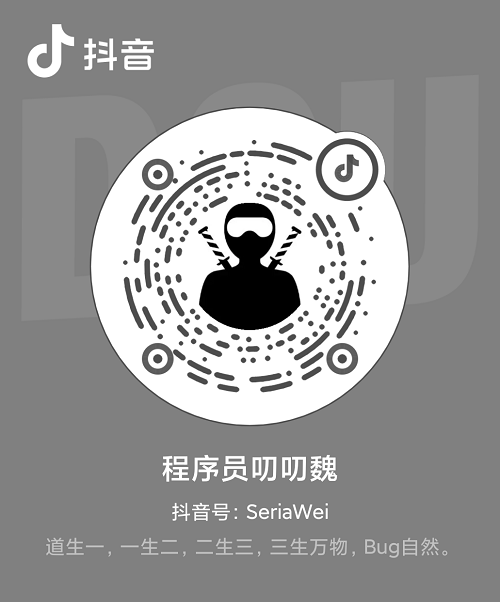 抖音
DOU
程序员叨叨魏
抖音号: SeriaWei
道生一, 一生二, 二生三, 三生万物, Bug自然。